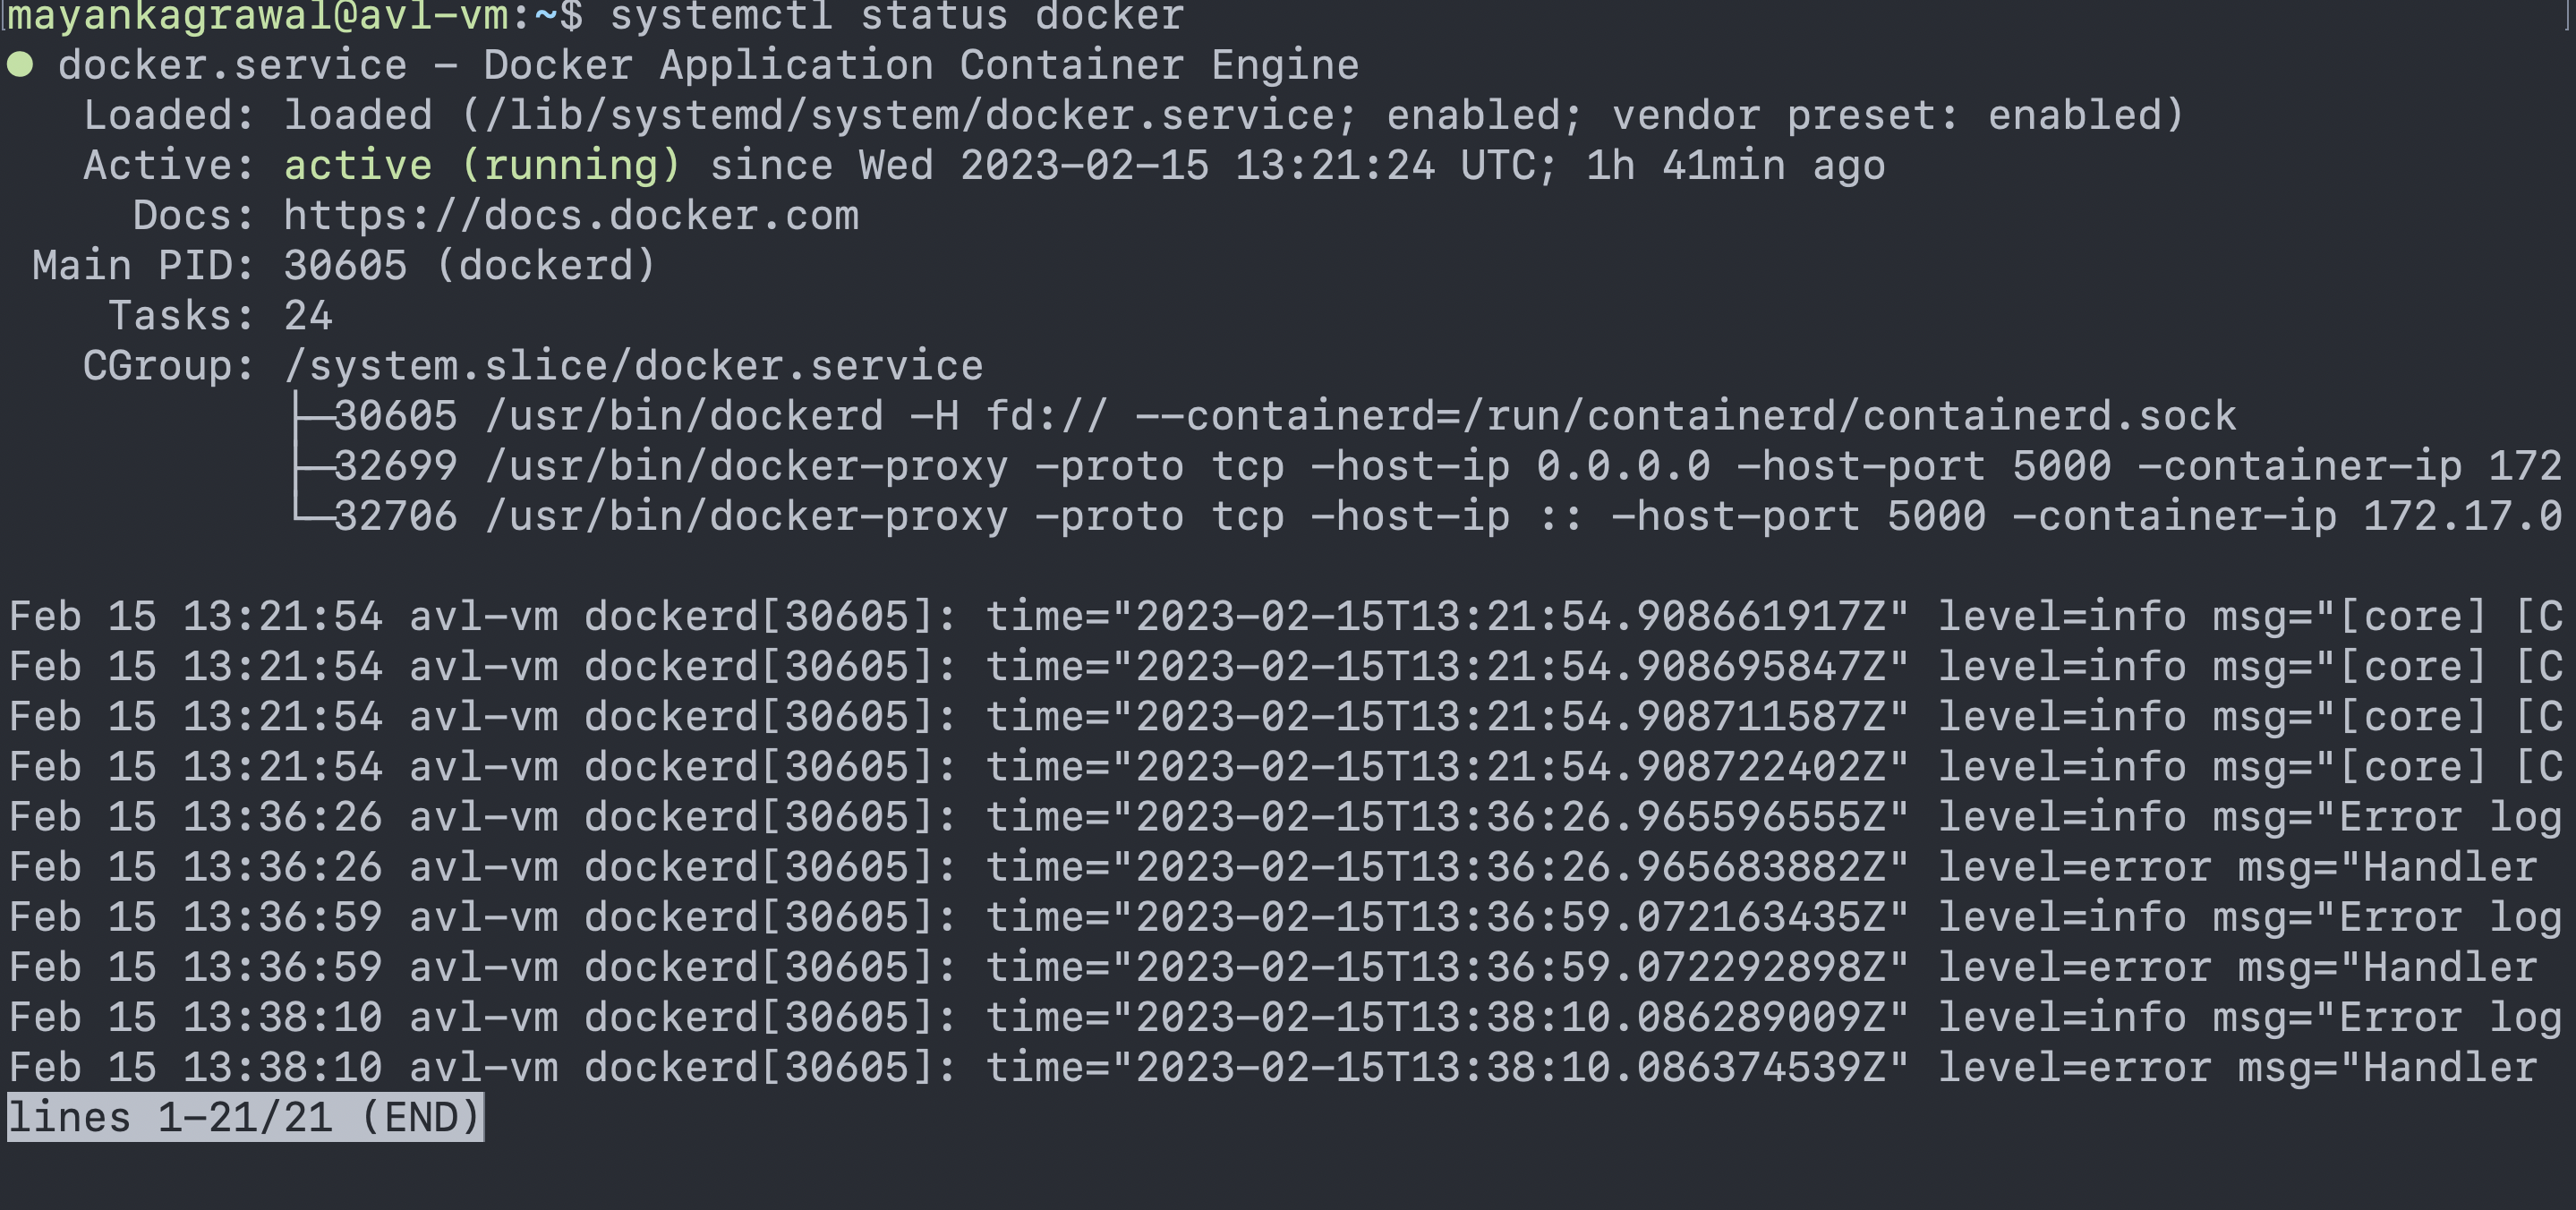 mayankagrawal@avl-vm:~$ systemctl status docker
● docker.service - Docker Application Container Engine
   Loaded: loaded (/lib/systemd/system/docker.service; enabled; vendor preset: enabled)
   Active: active (running) since Wed 2023-02-15 13:21:24 UTC; 1h 41min ago
     Docs: https://docs.docker.com
 Main PID: 30605 (dockerd)
    Tasks: 24
   CGroup: /system.slice/docker.service
           ├─30605 /usr/bin/dockerd -H fd:// --containerd=/run/containerd/containerd.sock
           ├─32699 /usr/bin/docker-proxy -proto tcp -host-ip 0.0.0.0 -host-port 5000 -container-ip 172
           └─32706 /usr/bin/docker-proxy -proto tcp -host-ip :: -host-port 5000 -container-ip 172.17.0

Feb 15 13:21:54 avl-vm dockerd[30605]: time="2023-02-15T13:21:54.908661917Z" level=info msg="[core] [C
Feb 15 13:21:54 avl-vm dockerd[30605]: time="2023-02-15T13:21:54.908695847Z" level=info msg="[core] [C
Feb 15 13:21:54 avl-vm dockerd[30605]: time="2023-02-15T13:21:54.908711587Z" level=info msg="[core] [C
Feb 15 13:21:54 avl-vm dockerd[30605]: time="2023-02-15T13:21:54.908722402Z" level=info msg="[core] [C
Feb 15 13:36:26 avl-vm dockerd[30605]: time="2023-02-15T13:36:26.965596555Z" level=info msg="Error log
Feb 15 13:36:26 avl-vm dockerd[30605]: time="2023-02-15T13:36:26.965683882Z" level=error msg="Handler
Feb 15 13:36:59 avl-vm dockerd[30605]: time="2023-02-15T13:36:59.072163435Z" level=info msg="Error log
Feb 15 13:36:59 avl-vm dockerd[30605]: time="2023-02-15T13:36:59.072292898Z" level=error msg="Handler
Feb 15 13:38:10 avl-vm dockerd[30605]: time="2023-02-15T13:38:10.086289009Z" level=info msg="Error log
Feb 15 13:38:10 avl-vm dockerd[30605]: time="2023-02-15T13:38:10.086374539Z" level=error msg="Handler
lines 1-21/21 (END)